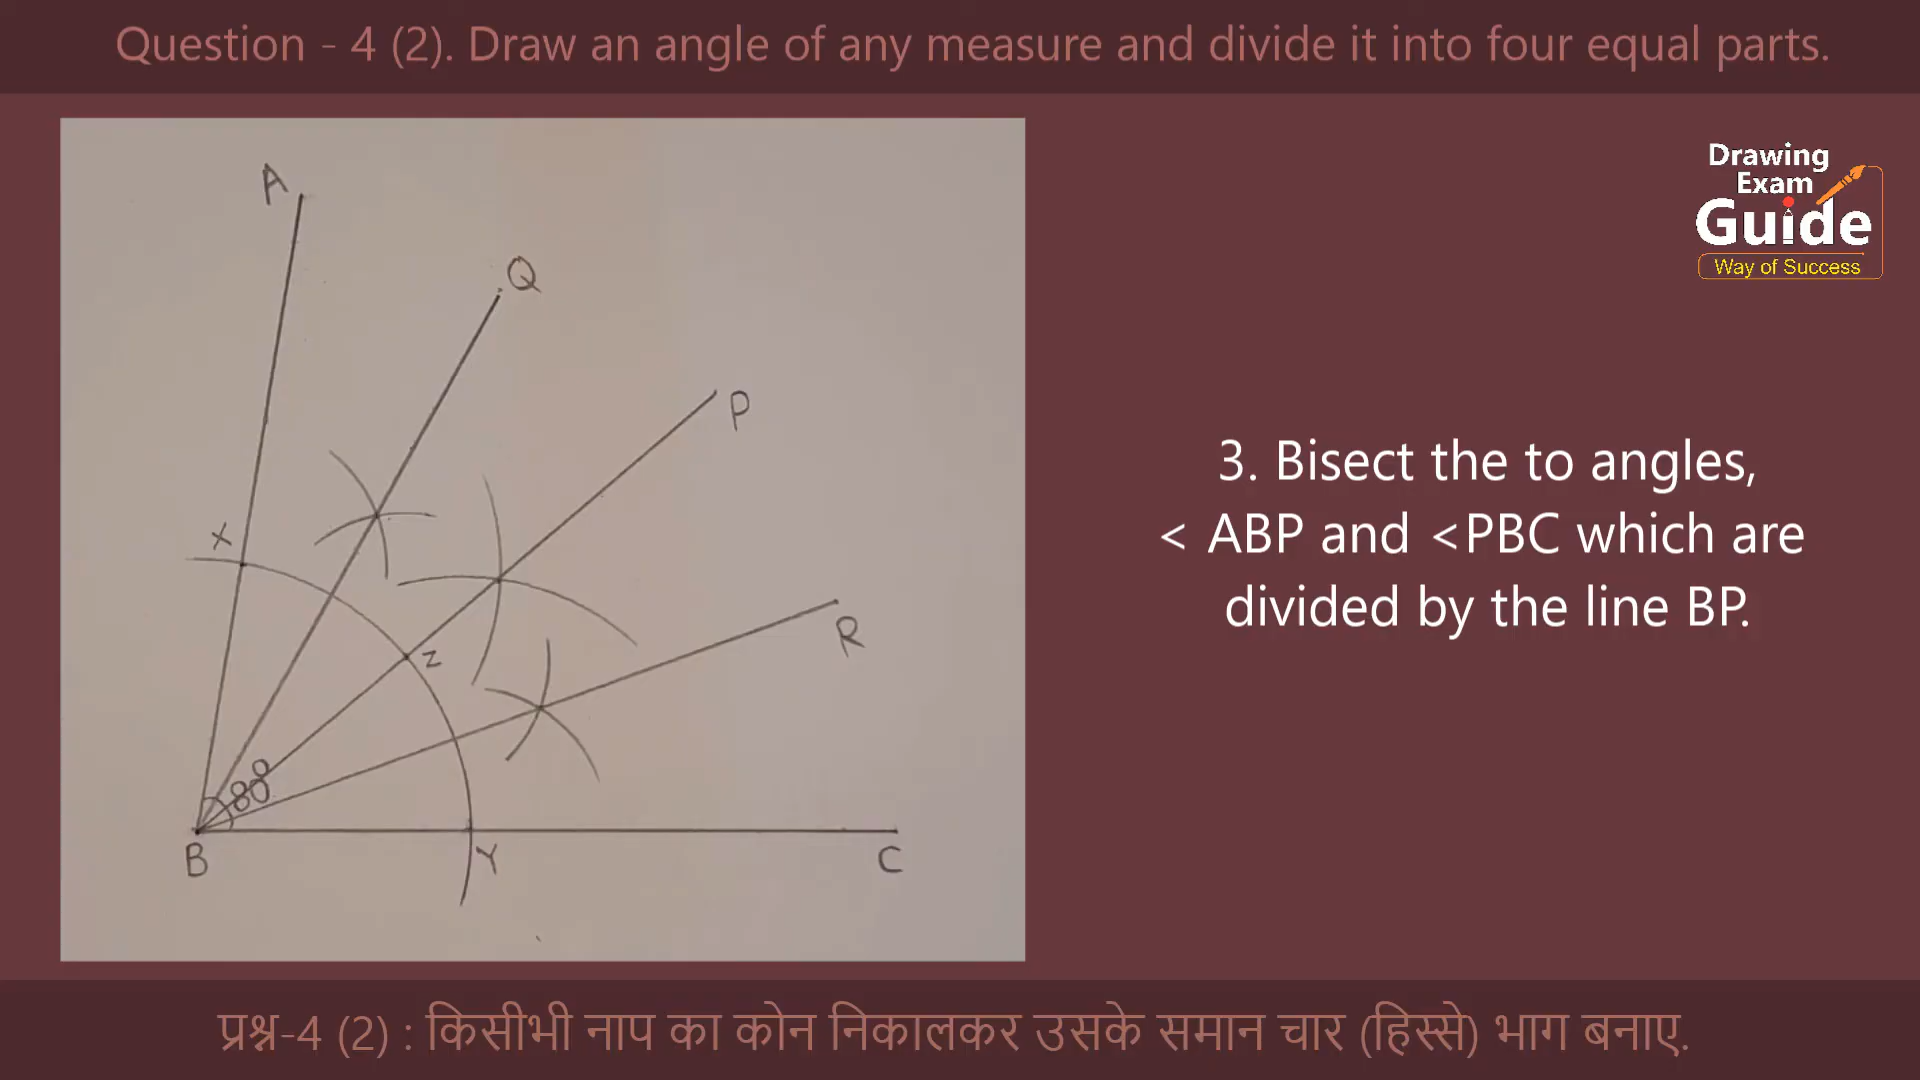 Question - 4 (2). Draw an angle of any measure and divide it into four equal parts.
Drawing
Exam
Guide
Way of Success
A
Q
P
X
R
Z
80°
B
Y
C
3. Bisect the to angles,
< ABP and <PBC which are
divided by the line BP.
प्रश्न-4 (2) : किसीभी नाप का कोन निकालकर उसके समान चार (हिस्से) भाग बनाए.